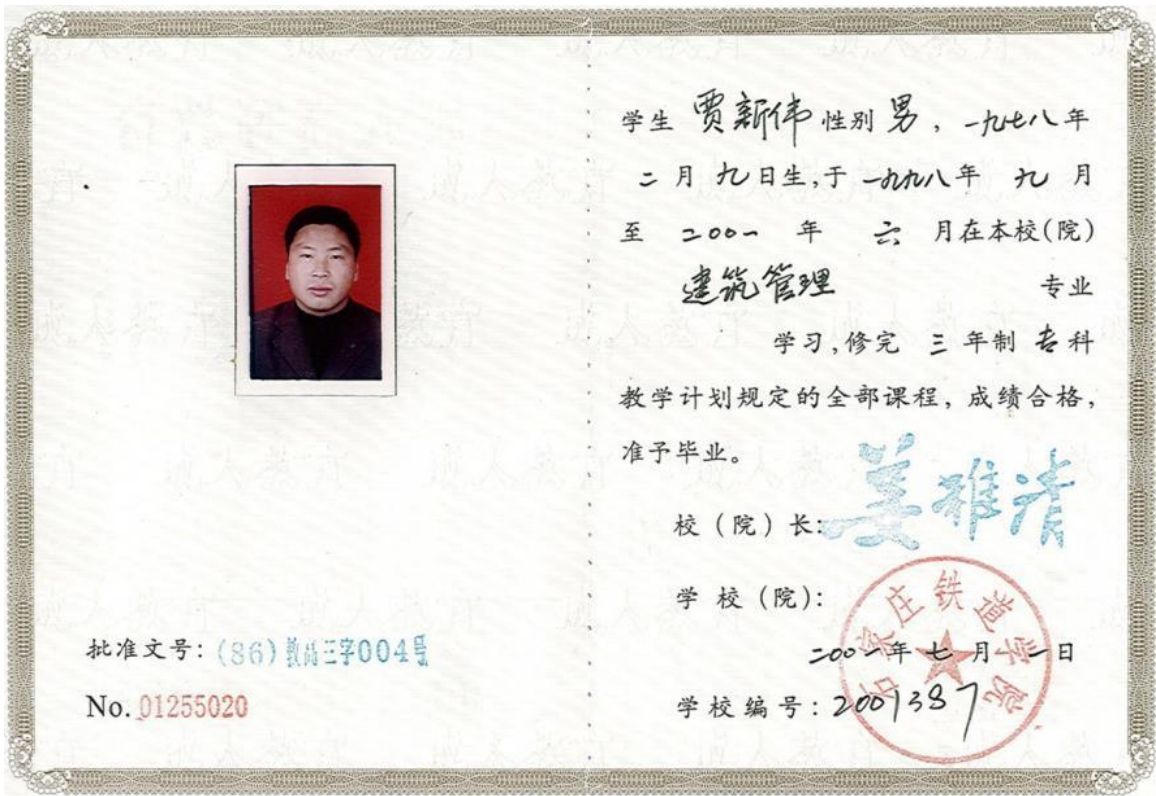 批准文号：(86)教高三字004号
No. 01255020
学生 贾新伟 性别 男 ，一九七八年
二 月 九 日生,于 一九九八 年 九 月
至 二00一 年 六 月在本校(院)
建筑管理 专业
学习,修完 三 年制 专 科
教学计划规定的全部课程，成绩合格，
准予毕业。
校（院）长: 姜雅清
学 校（院）:
石家庄铁道学院
二00一年 七 月 一日
学校编号: 2001387